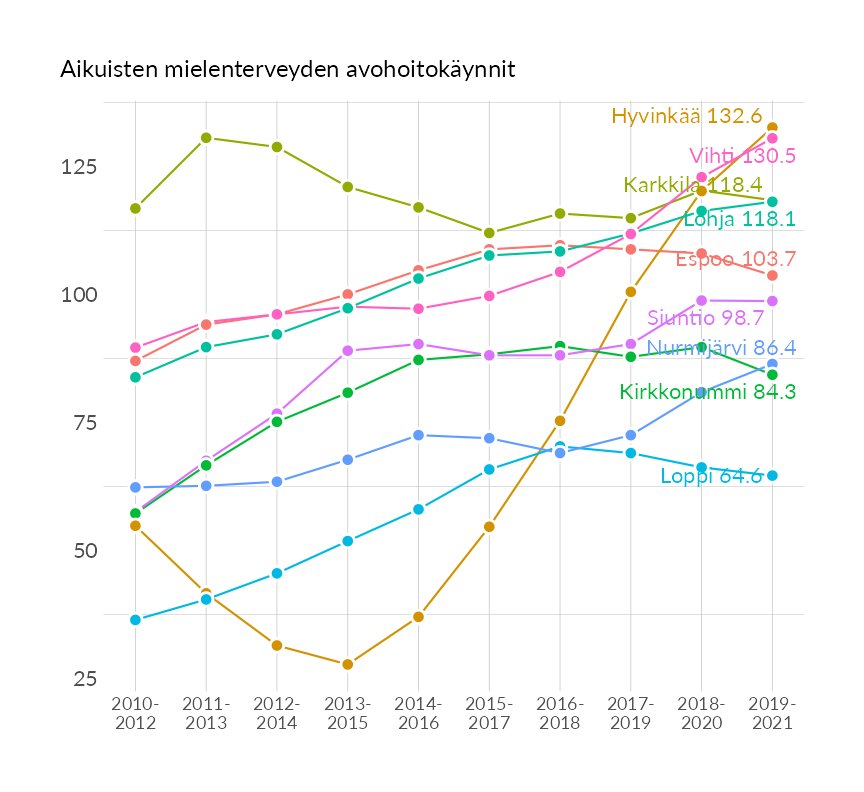 Aikuisten mielenterveyden avohoitokäynnit
Hyvinkää 132.6
Vihti 130.5
125
Karkkila 118.4
Lohja 118.1
Espoo 103.7
100
Siuntio 98.7
Nurmijärvi 86.4
Kirkkonummi 84.3
75
Loppi 64.6
50
25
2010-2012
2011-2013
2012-2014
2013-2015
2014-2016
2015-2017
2016-2018
2017-2019
2018-2020
2019-2021